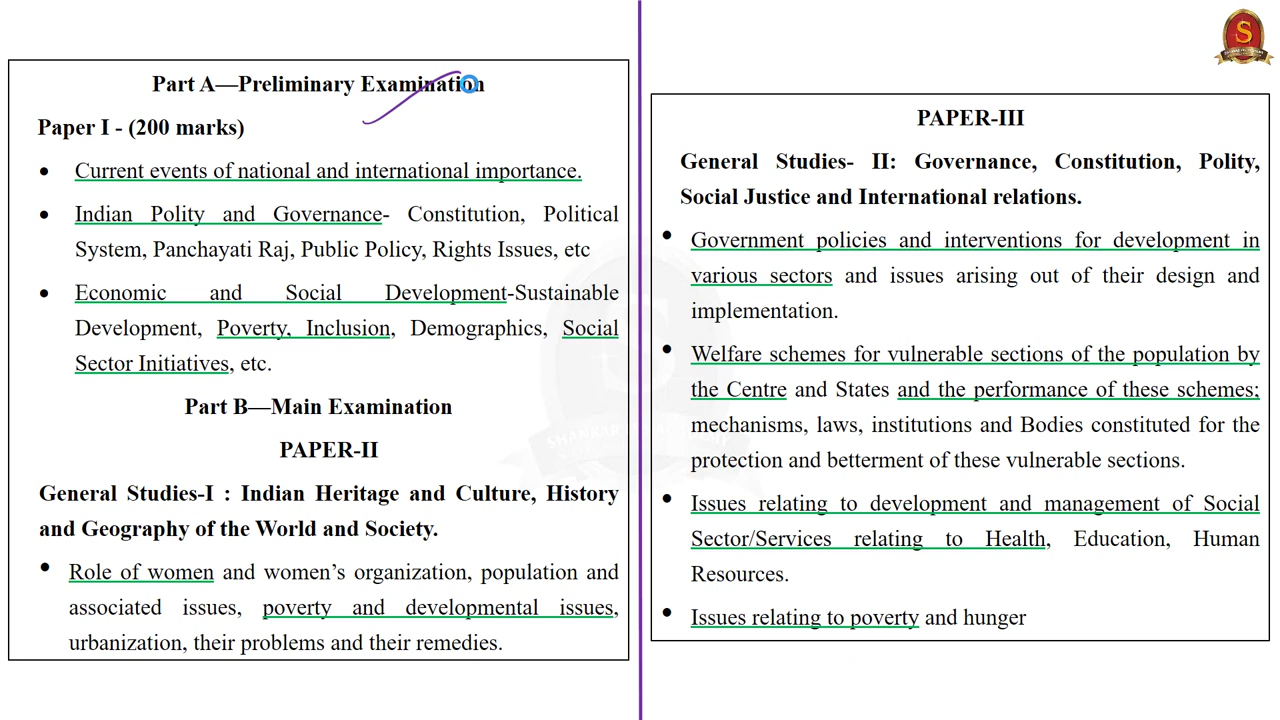 Part A—Preliminary Examination
Paper I - (200 marks)
• Current events of national and international importance.
• Indian Polity and Governance- Constitution, Political
System, Panchayati Raj, Public Policy, Rights Issues, etc
• Economic and Social Development-Sustainable
Development, Poverty, Inclusion, Demographics, Social
Sector Initiatives, etc.
Part B—Main Examination
PAPER-II
General Studies-I : Indian Heritage and Culture, History
and Geography of the World and Society.
• Role of women and women’s organization, population and
associated issues, poverty and developmental issues,
urbanization, their problems and their remedies.
S
PAPER-III
General Studies- II: Governance, Constitution, Polity,
Social Justice and International relations.
• Government policies and interventions for development in
various sectors and issues arising out of their design and
implementation.
• Welfare schemes for vulnerable sections of the population by
the Centre and States and the performance of these schemes;
mechanisms, laws, institutions and Bodies constituted for the
protection and betterment of these vulnerable sections.
• Issues relating to development and management of Social
Sector/Services relating to Health, Education, Human
Resources.
• Issues relating to poverty and hunger